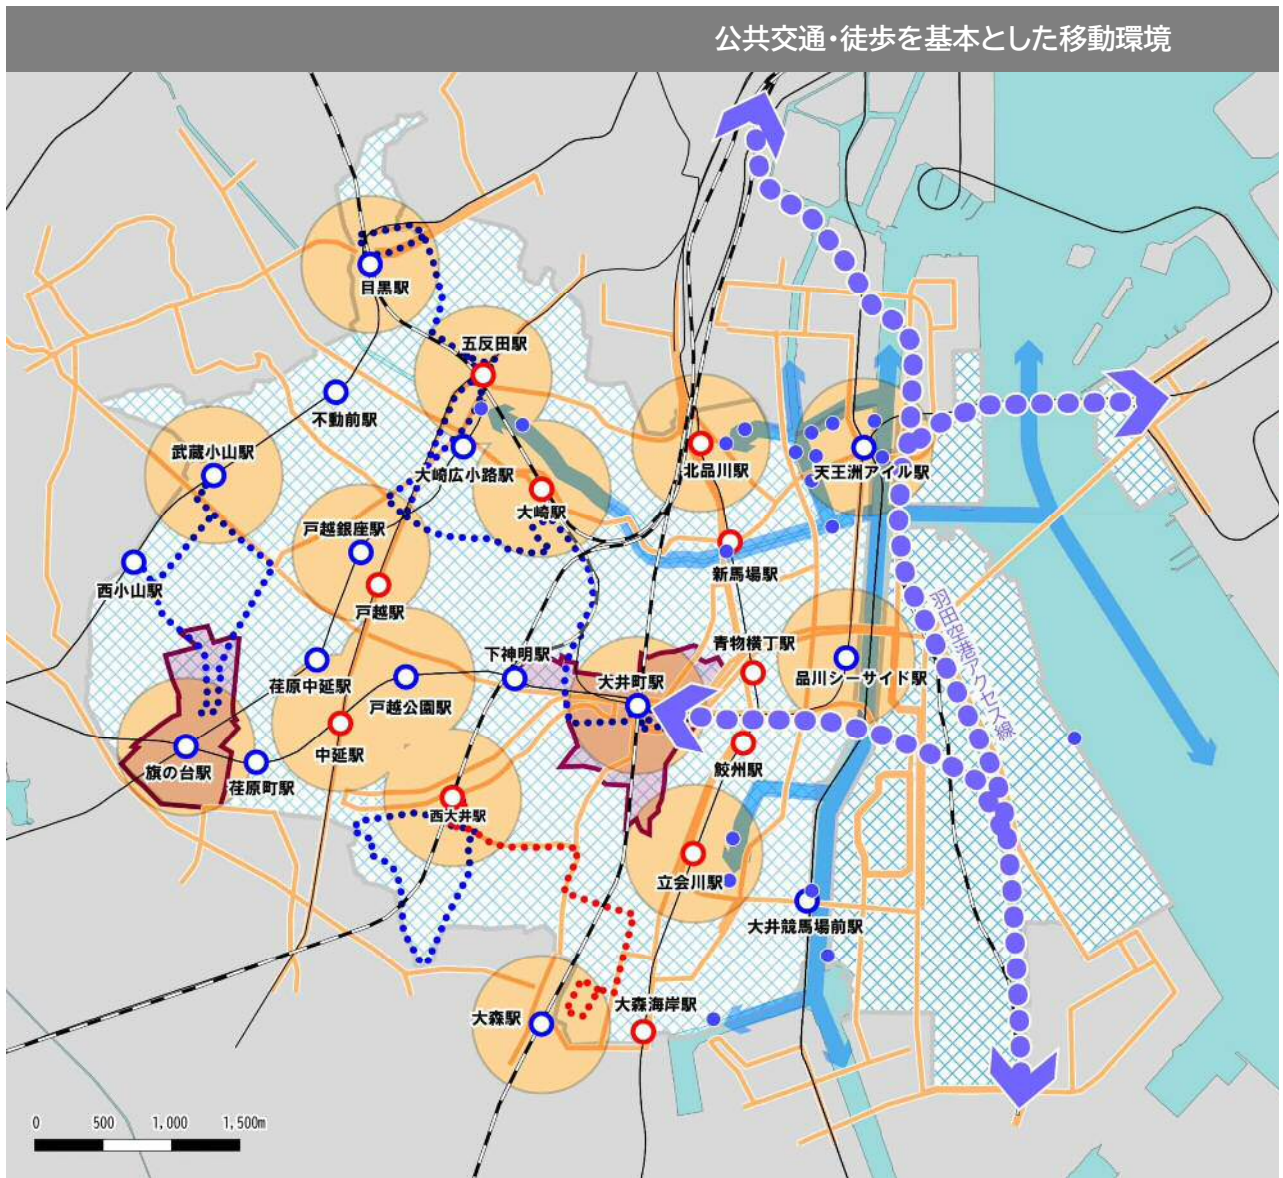 公共交通・徒歩を基本とした移動環境
目黒駅
五反田駅
不動前駅
武蔵小山駅
大崎広小路駅
北品川駅
天王洲アイル駅
大崎駅
戸越銀座駅
新馬場駅
西小山駅
戸越駅
羽田空港アクセス線
青物横丁駅
下神明駅
荏原中延駅
大井町駅
品川シーサイド駅
戸越公園駅
中延駅
旗の台駅
荏原町駅
鮫州駅
西大井駅
立会川駅
大井競馬場前駅
大森駅
大森海岸駅
0 500 1,000 1,500m